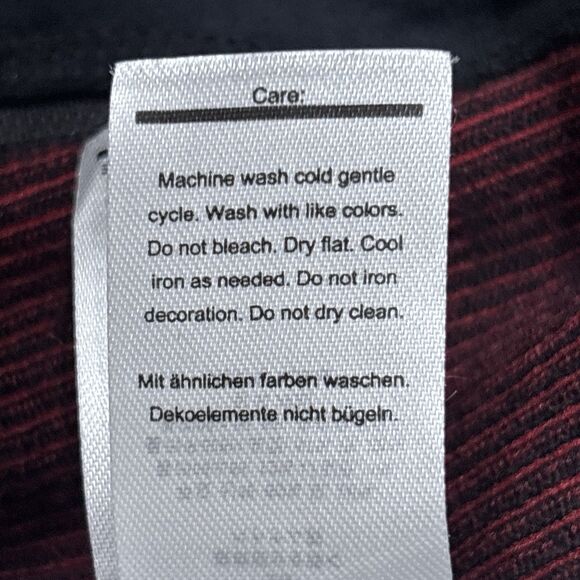 Care:
Machine wash cold gentle
cycle. Wash with like colors.
Do not bleach. Dry flat. Cool
iron as needed. Do not iron
decoration. Do not dry clean.
Mit ähnlichen farben waschen.
Dekoelemente nicht bügeln.